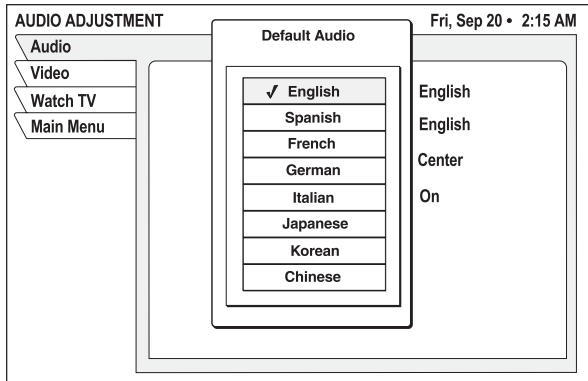 AUDIO ADJUSTMENT
Fri, Sep 20 • 2:15 AM
Audio
Video
Watch TV
Main Menu
Default Audio
✓ English
Spanish
French
German
Italian
Japanese
Korean
Chinese
English
English
Center
On